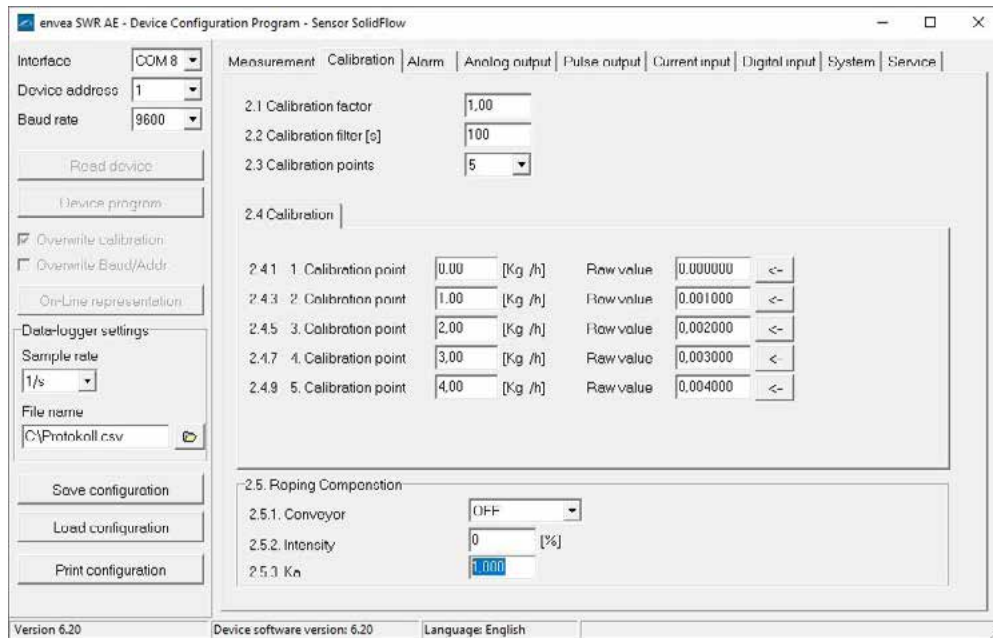 envea SWR AE - Device Configuration Program - Sensor SolidFlow
Interface COM 8
Device address 1
Baud rate 9600
Read device
Device program
Overwrite calibration
Overwrite Baud/Addr
On-Line representation
Data-logger settings
Sample rate
1/s
File name
C:\Protokoll.csv
Save configuration
Load configuration
Print configuration
Measurement Calibration Alarm Analog output Pulse output Current input Digital input System Service
2.1 Calibration factor 1,00
2.2 Calibration filter [s] 100
2.3 Calibration points 5
2.4 Calibration
2.4.1 1. Calibration point 0.00 [Kg /h] Raw value 0.000000 <-
2.4.3 2. Calibration point 1.00 [Kg /h] Raw value 0.001000 <-
2.4.5 3. Calibration point 2,00 [Kg /h] Raw value 0,002000 <-
2.4.7 4. Calibration point 3,00 [Kg /h] Raw value 0,003000 <-
2.4.9 5. Calibration point 4,00 [Kg /h] Raw value 0,004000 <-
2.5. Roping Compenstion
2.5.1. Conveyor OFF
2.5.2. Intensity 0 [%]
2.5.3 1,000
Version 6.20 Device software version: 6.20 Language: English